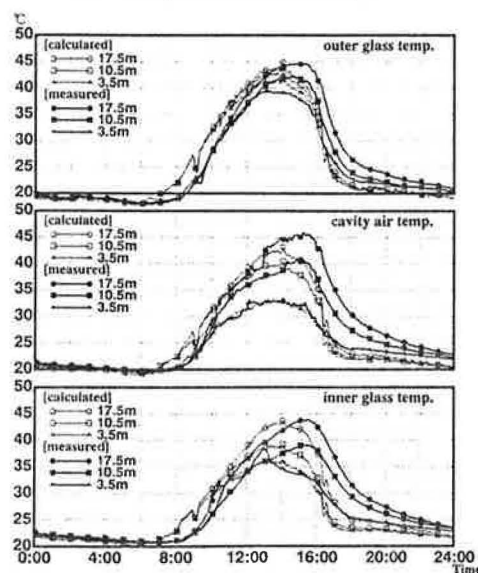 ℃
50
45
40
35
30
25
20
[calculated]
17.5m
10.5m
3.5m
[measured]
17.5m
10.5m
3.5m
outer glass temp.
50
45
40
35
30
25
20
[calculated]
17.5m
10.5m
3.5m
[measured]
17.5m
10.5m
3.5m
cavity air temp.
50
45
40
35
30
25
20
[calculated]
17.5m
10.5m
3.5m
[measured]
17.5m
10.5m
3.5m
inner glass temp.
0:00 4:00 8:00 12:00 16:00 20:00 24:00
Time